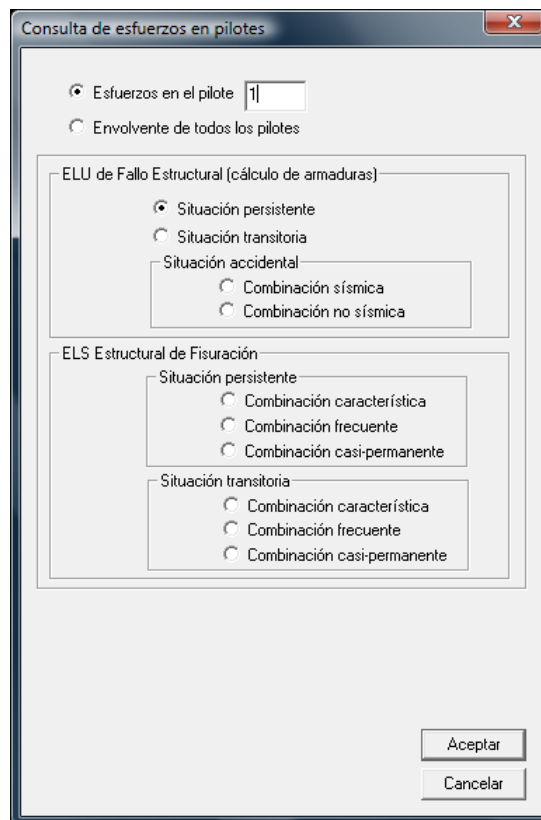 Consulta de esfuerzos en pilotes
Esfuerzos en el pilote 1
Envolvente de todos los pilotes
ELU de Fallo Estructural (cálculo de armaduras)
Situación persistente
Situación transitoria
Situación accidental
Combinación sísmica
Combinación no sísmica
ELS Estructural de Fisuración
Situación persistente
Combinación característica
Combinación frecuente
Combinación casi-permanente
Situación transitoria
Combinación característica
Combinación frecuente
Combinación casi-permanente
Aceptar
Cancelar